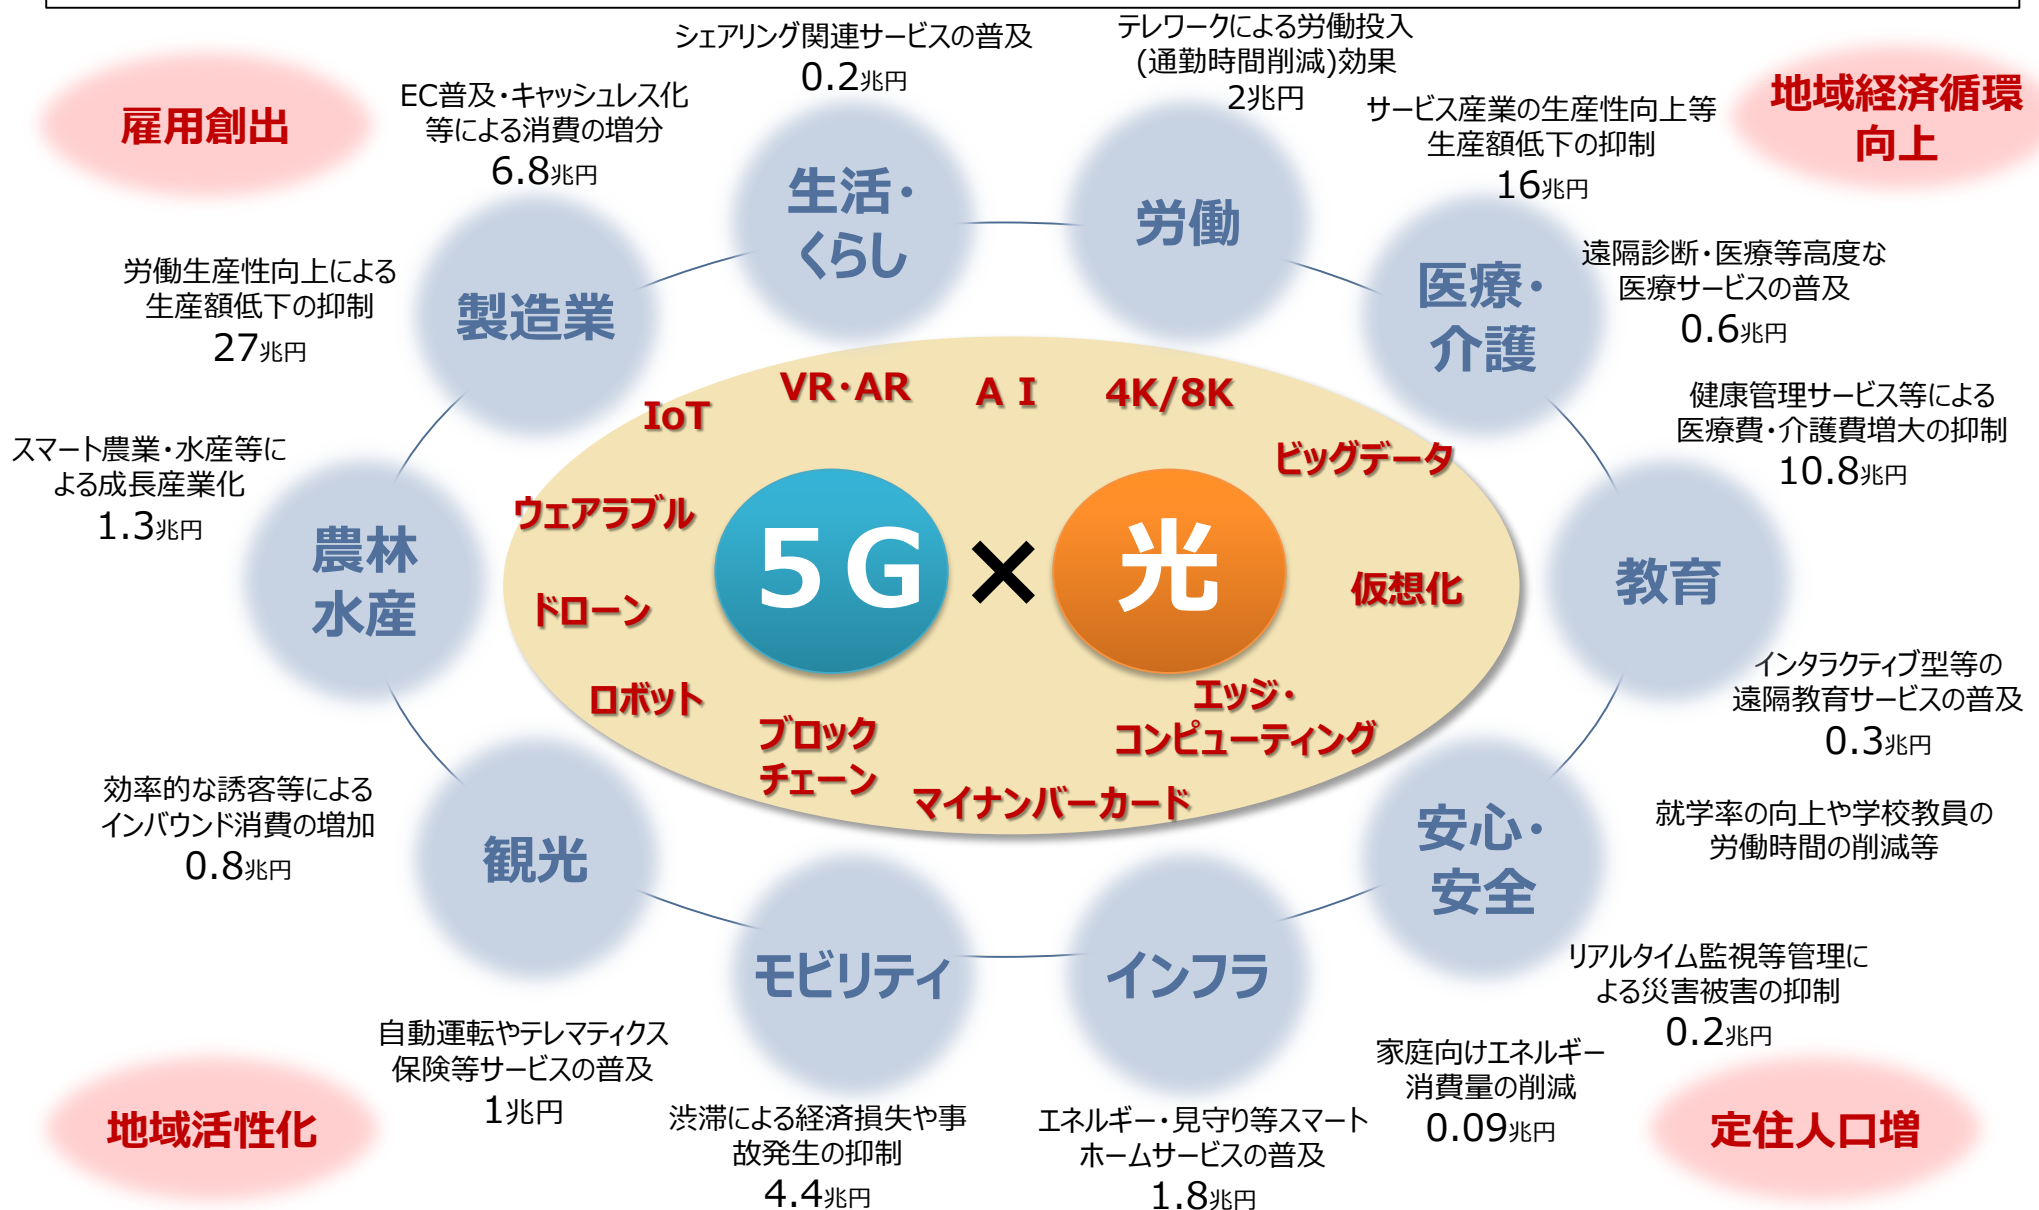 シェアリング関連サービスの普及
0.2兆円
テレワークによる労働投入
(通勤時間削減)効果
2兆円
雇用創出
EC普及・キャッシュレス化
等による消費の増分
6.8兆円
サービス産業の生産性向上等
生産額低下の抑制
16兆円
地域経済循環
向上
生活・
くらし
労働
製造業
医療・
介護
労働生産性向上による
生産額低下の抑制
27兆円
遠隔診断・医療等高度な
医療サービスの普及
0.6兆円
健康管理サービス等による
医療費・介護費増大の抑制
10.8兆円
スマート農業・水産等に
よる成長産業化
1.3兆円
農林
水産
IoT
VR・AR
ＡＩ
4K/8K
ビッグデータ
ウェアラブル
５Ｇ
×
光
仮想化
ドローン
ロボット
ブロック
チェーン
エッジ・
コンピューティング
マイナンバーカード
教育
インタラクティブ型等の
遠隔教育サービスの普及
0.3兆円
就学率の向上や学校教員の
労働時間の削減等
効率的な誘客等による
インバウンド消費の増加
0.8兆円
観光
安心・
安全
モビリティ
インフラ
リアルタイム監視等管理に
よる災害被害の抑制
0.2兆円
自動運転やテレマティクス
保険等サービスの普及
1兆円
渋滞による経済損失や事
故発生の抑制
4.4兆円
エネルギー・見守り等スマート
ホームサービスの普及
1.8兆円
家庭向けエネルギー
消費量の削減
0.09兆円
地域活性化
定住人口増